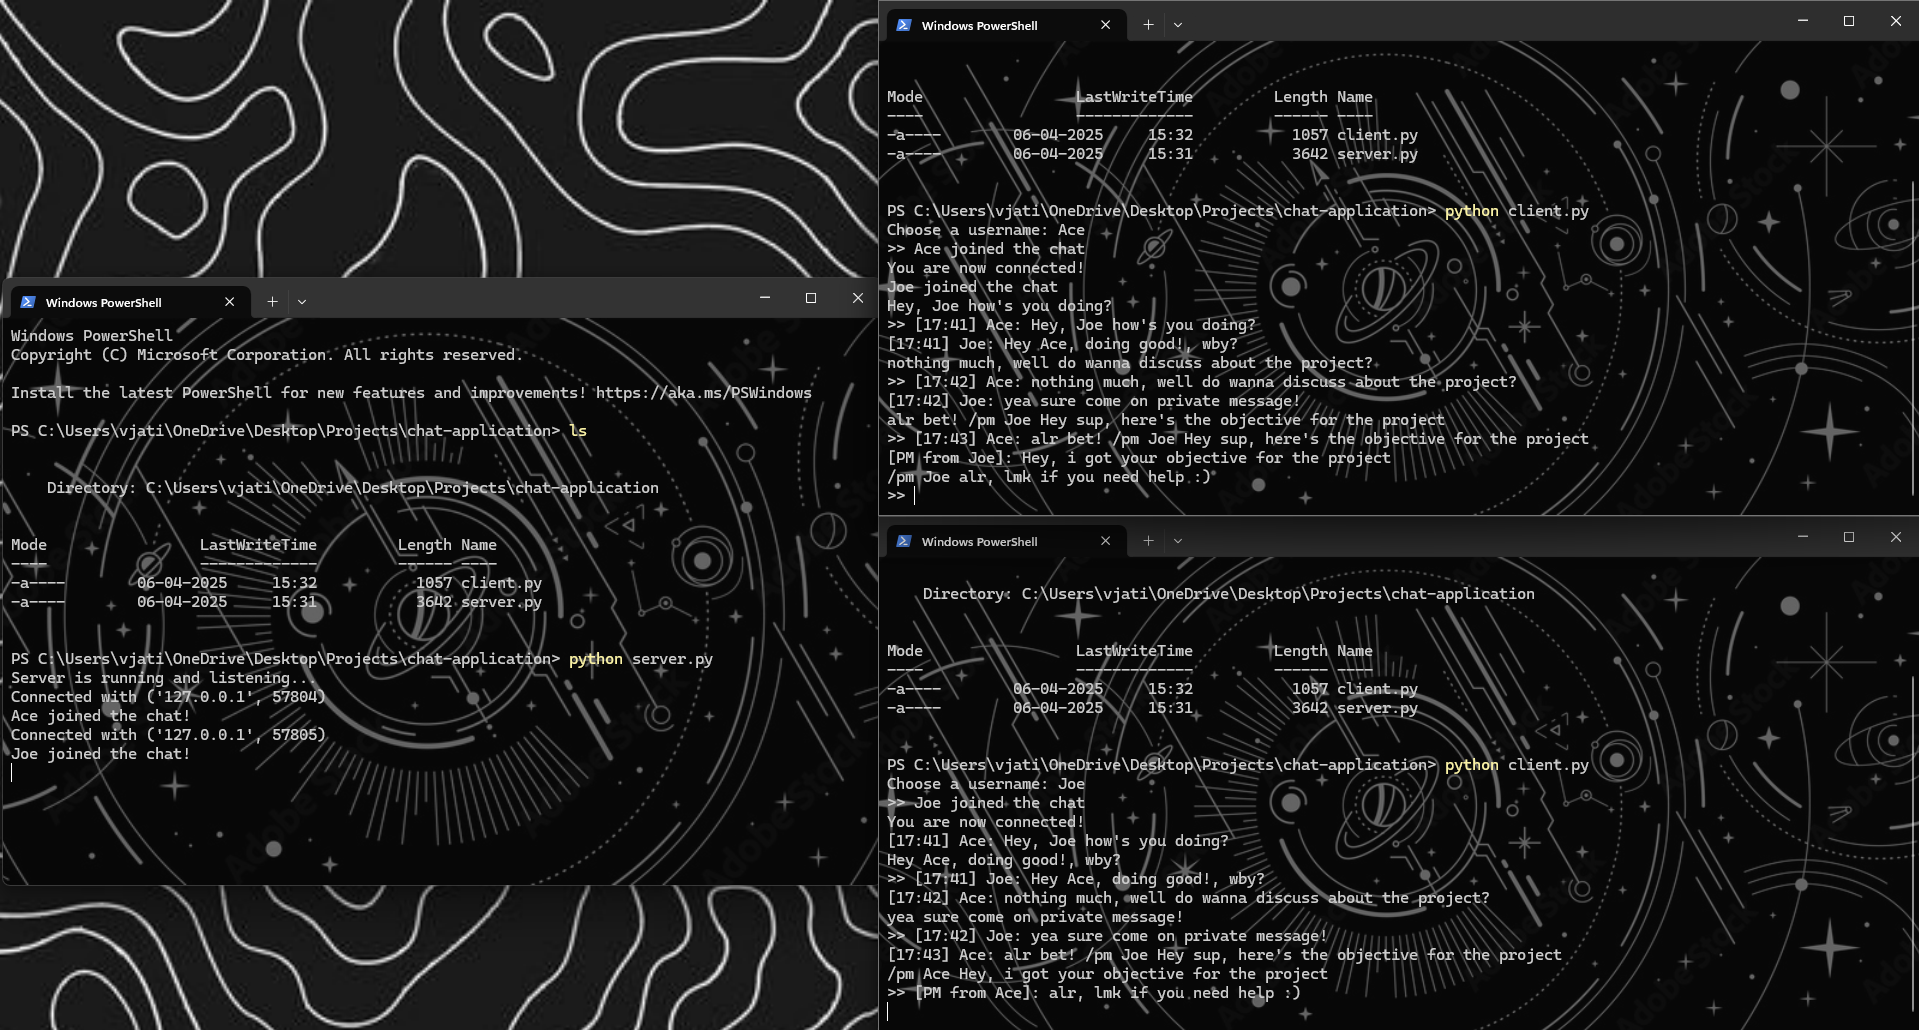 Windows PowerShell
Windows PowerShell
Copyright (C) Microsoft Corporation. All rights reserved.
Install the latest PowerShell for new features and improvements! https://aka.ms/PSWindows
PS C:\Users\vjati\OneDrive\Desktop\Projects\chat-application> ls
Directory: C:\Users\vjati\OneDrive\Desktop\Projects\chat-application
Mode LastWriteTime Length Name
---- ------------- ------ ----
-a---- 06-04-2025 15:32 1057 client.py
-a---- 06-04-2025 15:31 3642 server.py
PS C:\Users\vjati\OneDrive\Desktop\Projects\chat-application> python server.py
Server is running and listening...
Connected with ('127.0.0.1', 57804)
Ace joined the chat!
Connected with ('127.0.0.1', 57805)
Joe joined the chat!
Windows PowerShell
Mode LastWriteTime Length Name
---- ------------- ------ ----
-a---- 06-04-2025 15:32 1057 client.py
-a---- 06-04-2025 15:31 3642 server.py
PS C:\Users\vjati\OneDrive\Desktop\Projects\chat-application> python client.py
Choose a username: Ace
>> Ace joined the chat
You are now connected!
Joe joined the chat
Hey, Joe how's you doing?
>> [17:41] Ace: Hey, Joe how's you doing?
[17:41] Joe: Hey Ace, doing good!, wby?
nothing much, well do wanna discuss about the project?
>> [17:42] Ace: nothing much, well do wanna discuss about the project?
[17:42] Joe: yea sure come on private message!
alr bet! /pm Joe Hey sup, here's the objective for the project
>> [17:43] Ace: alr bet! /pm Joe Hey sup, here's the objective for the project
[PM from Joe]: Hey, i got your objective for the project
/pm Joe alr, lmk if you need help :)
>>
Windows PowerShell
Directory: C:\Users\vjati\OneDrive\Desktop\Projects\chat-application
Mode LastWriteTime Length Name
---- ------------- ------ ----
-a---- 06-04-2025 15:32 1057 client.py
-a---- 06-04-2025 15:31 3642 server.py
PS C:\Users\vjati\OneDrive\Desktop\Projects\chat-application> python client.py
Choose a username: Joe
>> Joe joined the chat
You are now connected!
[17:41] Ace: Hey, Joe how's you doing?
Hey Ace, doing good!, wby?
>> [17:41] Joe: Hey Ace, doing good!, wby?
[17:42] Ace: nothing much, well do wanna discuss about the project?
yea sure come on private message!
>> [17:42] Joe: yea sure come on private message!
[17:43] Ace: alr bet! /pm Joe Hey sup, here's the objective for the project
/pm Ace Hey, i got your objective for the project
>> [PM from Ace]: alr, lmk if you need help :)